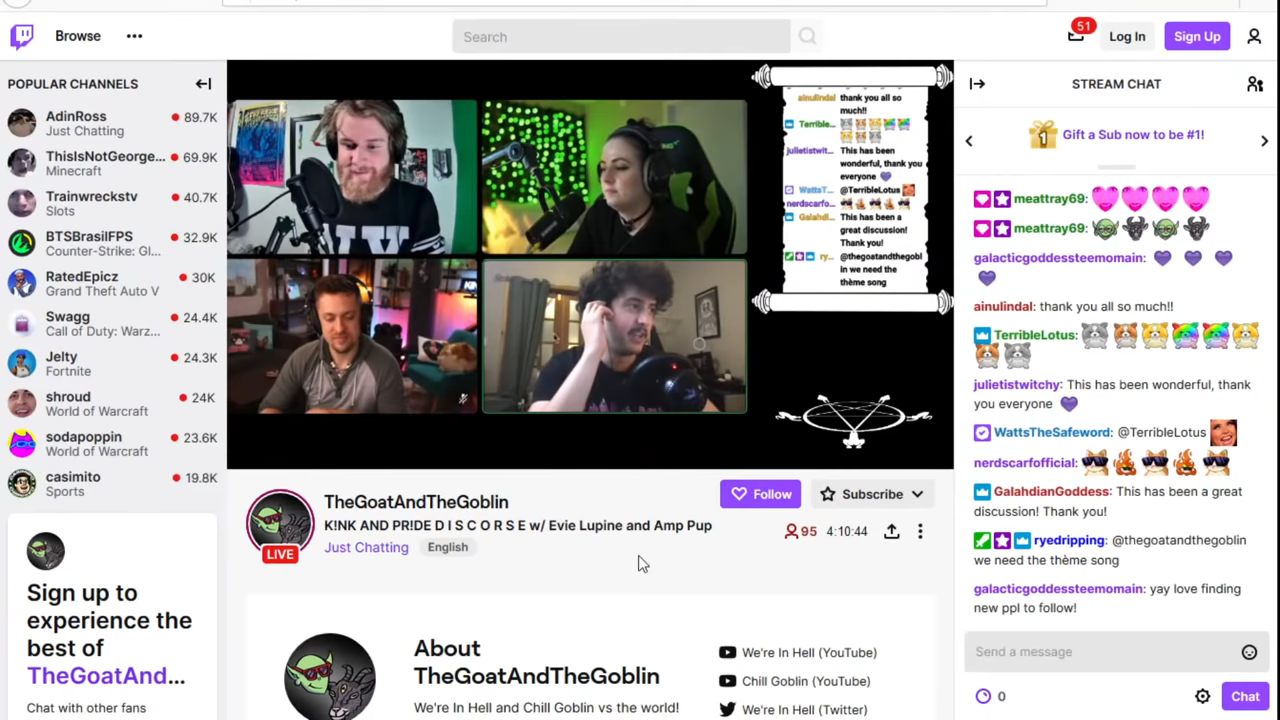 Browse
Search
51
Log In
Sign Up
POPULAR CHANNELS
AdinRoss
89.7K
Just Chatting
ThisIsNotGeorge...
69.9K
Minecraft
Trainwreckstv
40.7K
Slots
BTSBrasilFPS
32.9K
Counter-Strike: Gl...
RatedEpicz
30K
Grand Theft Auto V
Swagg
24.4K
Call of Duty: Warz...
Jelty
24.3K
Fortnite
shroud
24K
World of Warcraft
sodapoppin
23.6K
World of Warcraft
casimito
19.8K
Sports
Sign up to
experience the
best of
TheGoatAnd...
Chat with other fans
ainulindal thank you all so
much!!
Terrible...
julietistwit... This has been
wonderful, thank you
everyone
WattsT... @TerribleLotus
nerdscarfo...
Galahdi... This has been a
great discussion!
Thank you!
ry... @thegoatandthegobl
in we need the
thème song
LIVE
TheGoatAndTheGoblin
K!NK AND PR!DE D I S C O R S E w/ Evie Lupine and Amp Pup
Just Chatting English
Follow
Subscribe
95
4:10:44
About
TheGoatAndTheGoblin
We're In Hell and Chill Goblin vs the world!
We're In Hell (YouTube)
Chill Goblin (YouTube)
We're In Hell (Twitter)
STREAM CHAT
1
Gift a Sub now to be #1!
meattray69:
meattray69:
galacticgoddessteemomain:
ainulindal: thank you all so much!!
TerribleLotus:
julietistwitchy: This has been wonderful, thank
you everyone
WattsTheSafeword: @TerribleLotus
nerdscarfofficial:
GalahdianGoddess: This has been a great
discussion! Thank you!
ryedripping: @thegoatandthegoblin
we need the thème song
galacticgoddessteemomain: yay love finding
new ppl to follow!
Send a message
0
Chat